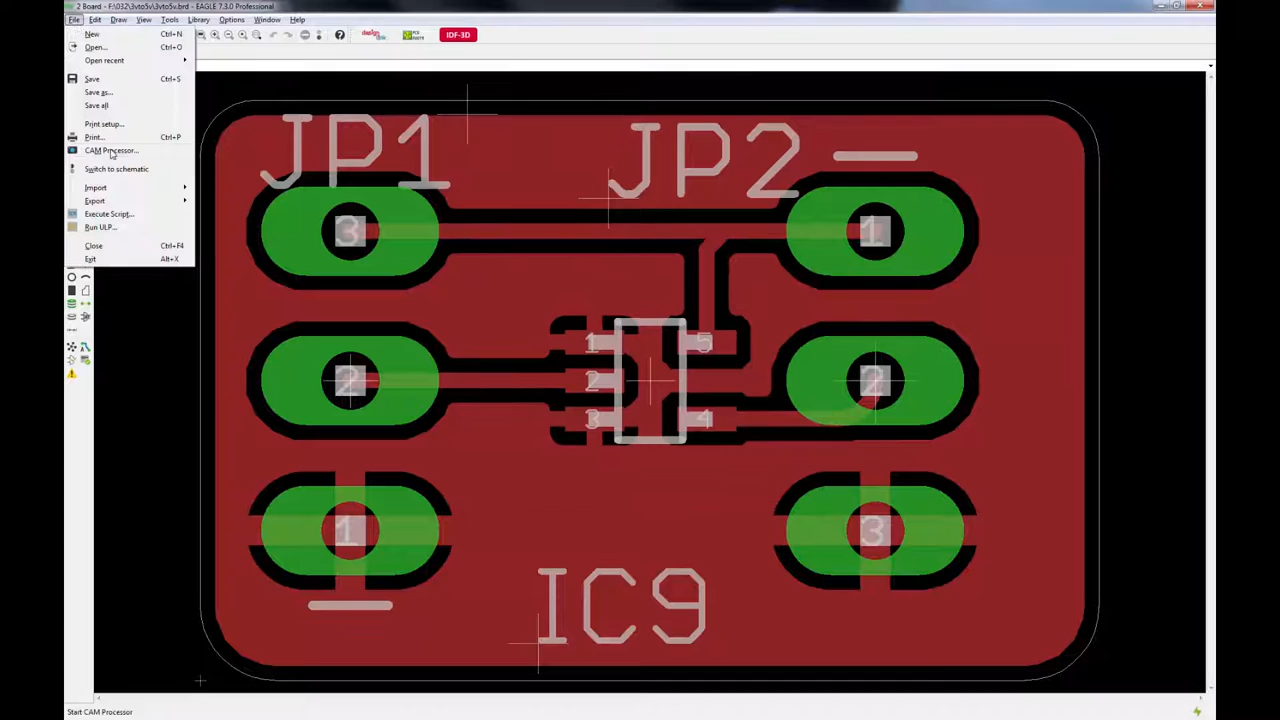 2 Board - F:\032\3vto5v\3vto5v.brd - EAGLE 7.3.0 Professional
File Edit Draw View Tools Library Options Window Help
New Ctrl+N
Open... Ctrl+O
Open recent
Save Ctrl+S
Save as...
Save all
Print setup...
Print... Ctrl+P
CAM Processor...
Switch to schematic
Import
Export
Execute Script...
Run ULP...
Close Ctrl+F4
Exit Alt+X
design link
IDF-3D
JP1 JP2
3 1
1 5
2 2 2
3 4
1 3
IC9
Start CAM Processor